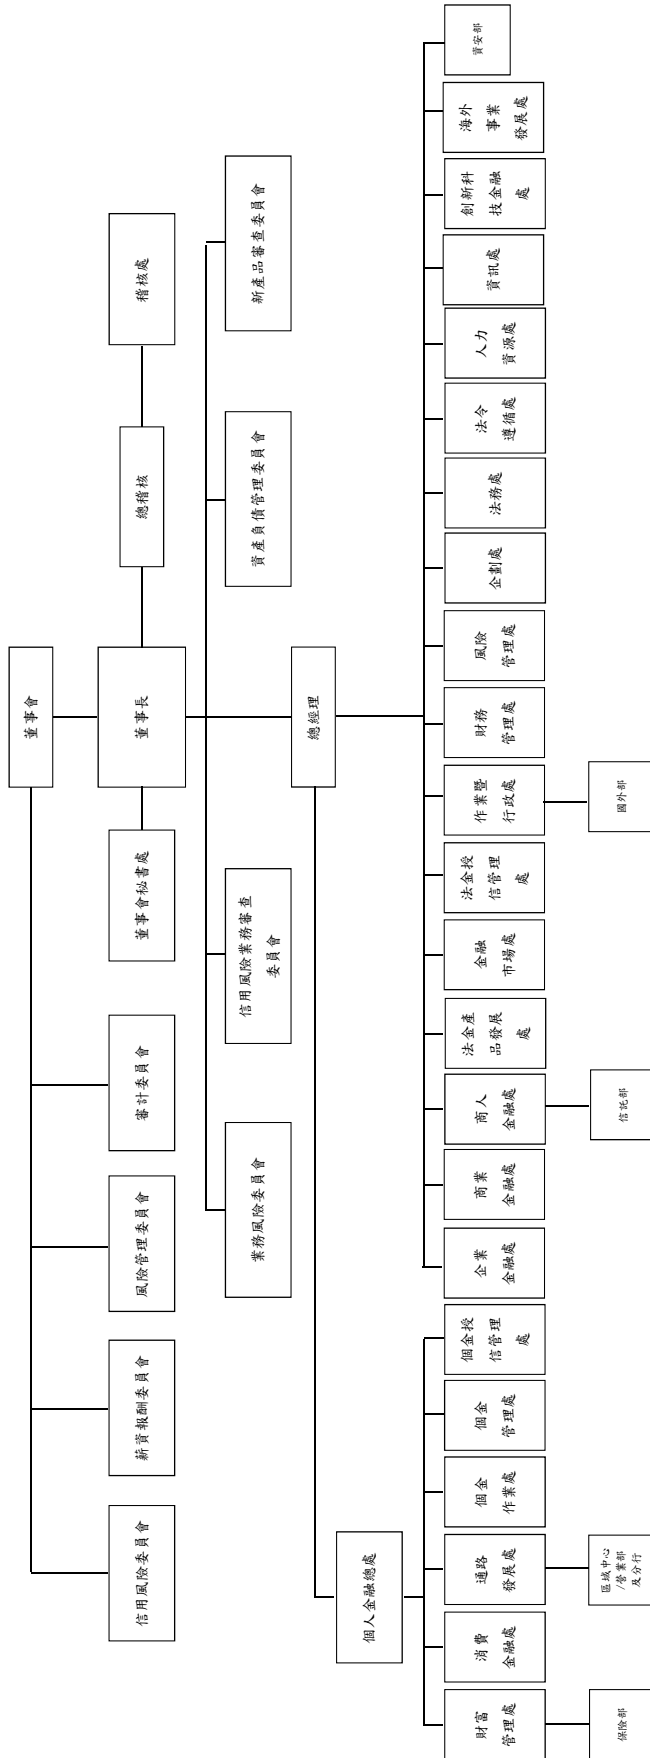 董事會
信用風險委員會
薪資報酬委員會
風險管理委員會
審計委員會
董事會秘書處
董事長
總稽核
稽核處
業務風險委員會
信用風險業務審查
委員會
資產負債管理委員會
新產品審查委員會
總經理
個人金融總處
財富
管理處
消費
金融處
通路
發展處
個金
作業處
個金
管理處
個金授
信管理
處
企業
金融處
商業
金融處
商人
金融處
法金產
品發展
處
金融
市場處
法金授
信管理
處
作業暨
行政處
財務
管理處
風險
管理處
企劃處
法務處
法令
遵循處
人力
資源處
資訊處
創新科
技金融
處
海外
事業
發展處
資安部
保險部
區域中心
/營業部
及分行
信託部
國外部